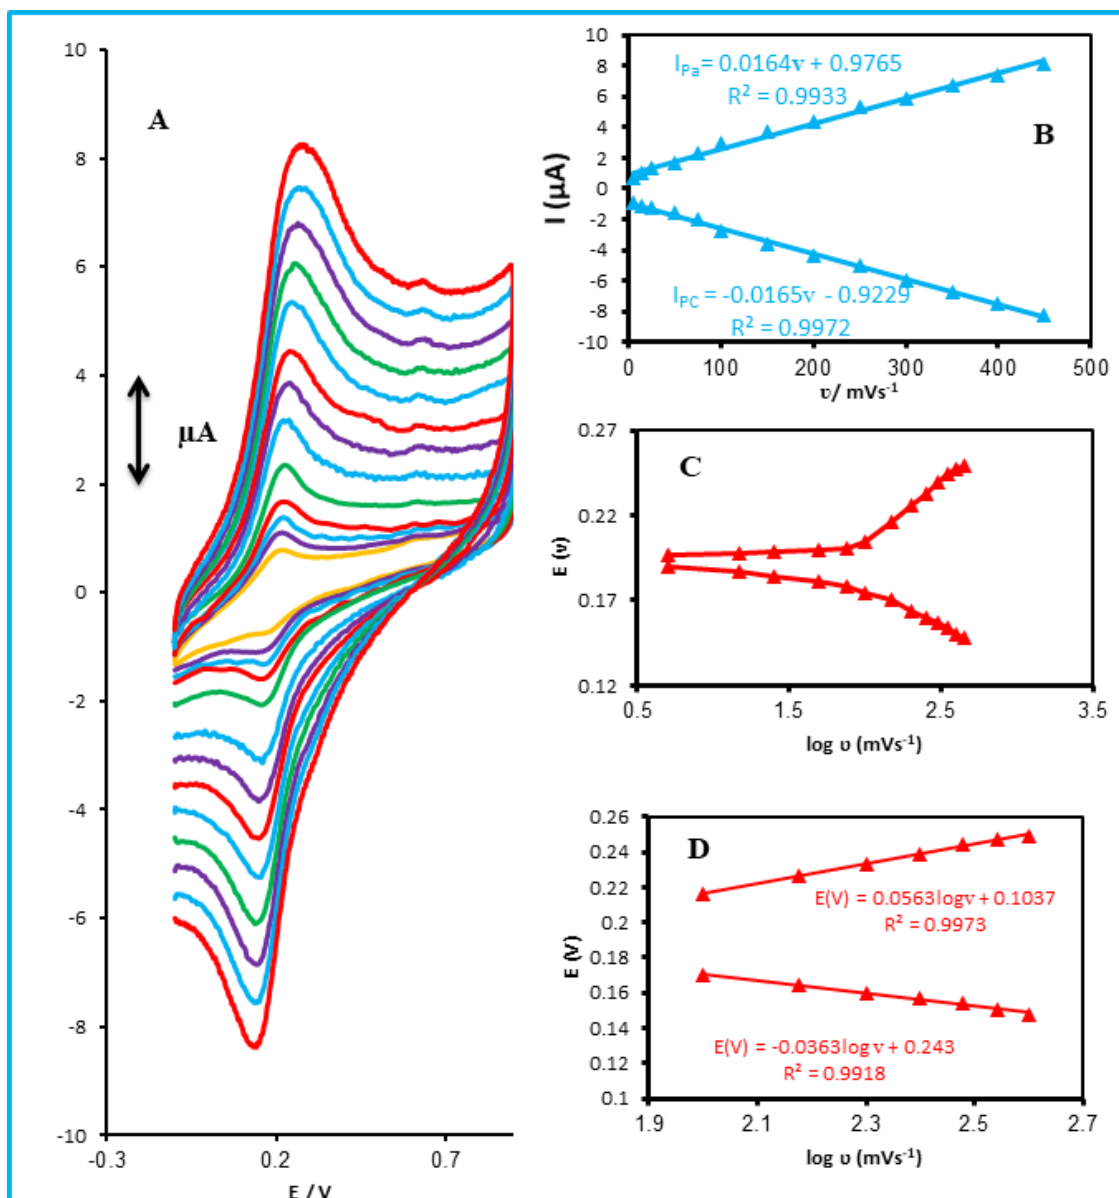 A
10
8
6
4
2
0
-2
-4
-6
-8
-10
µA
-0.3
0.2
0.7
E / V
B
I_Pa = 0.0164v + 0.9765
R² = 0.9933
I (µA)
10
8
6
4
2
0
-2
-4
-6
-8
-10
I_PC = -0.0165v - 0.9229
R² = 0.9972
0
100
200
300
400
500
υ/ mVs⁻¹
C
0.27
0.22
0.17
0.12
E (v)
0.5
1.5
2.5
3.5
log υ (mVs⁻¹)
D
0.26
0.24
0.22
0.2
0.18
0.16
0.14
0.12
0.1
E (V)
E(V) = 0.0563logv + 0.1037
R² = 0.9973
E(V) = -0.0363logv + 0.243
R² = 0.9918
1.9
2.1
2.3
2.5
2.7
log υ (mVs⁻¹)